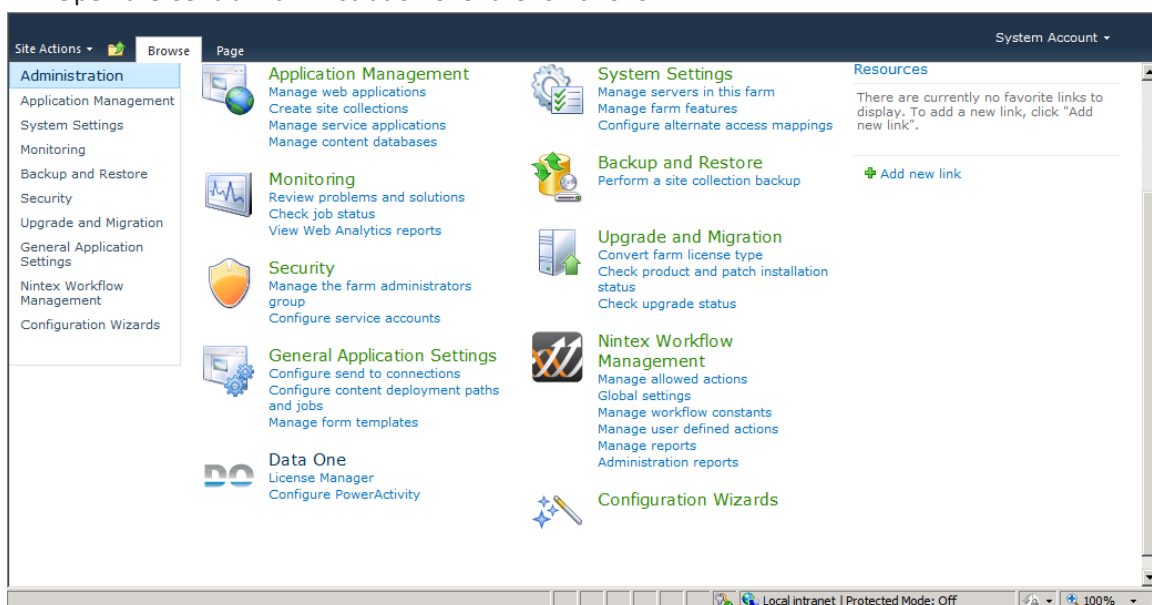 System Account
Site Actions
Browse
Page
Administration
Application Management
System Settings
Monitoring
Backup and Restore
Security
Upgrade and Migration
General Application
Settings
Nintex Workflow
Management
Configuration Wizards
Application Management
Manage web applications
Create site collections
Manage service applications
Manage content databases
Monitoring
Review problems and solutions
Check job status
View Web Analytics reports
Security
Manage the farm administrators
group
Configure service accounts
General Application Settings
Configure send to connections
Configure content deployment paths
and jobs
Manage form templates
DO
Data One
License Manager
Configure PowerActivity
System Settings
Manage servers in this farm
Manage farm features
Configure alternate access mappings
Backup and Restore
Perform a site collection backup
Upgrade and Migration
Convert farm license type
Check product and patch installation
status
Check upgrade status
Nintex Workflow
Management
Manage allowed actions
Global settings
Manage workflow constants
Manage user defined actions
Manage reports
Administration reports
Configuration Wizards
Resources
There are currently no favorite links to
display. To add a new link, click "Add
new link".
Add new link
Local intranet | Protected Mode: Off
100%